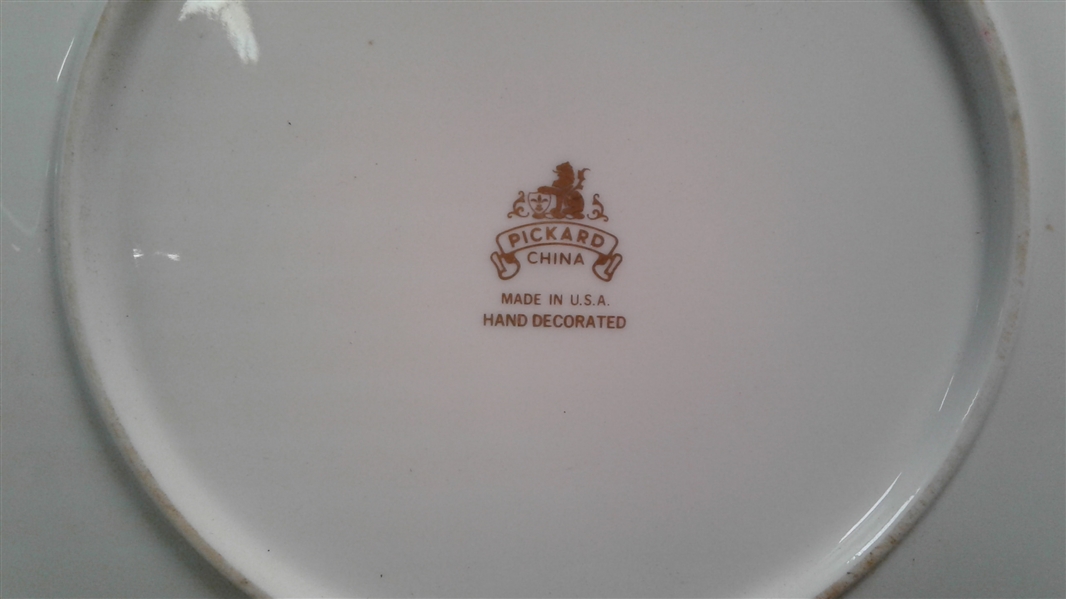 PICKARD
CHINA
MADE IN U.S.A.
HAND DECORATED